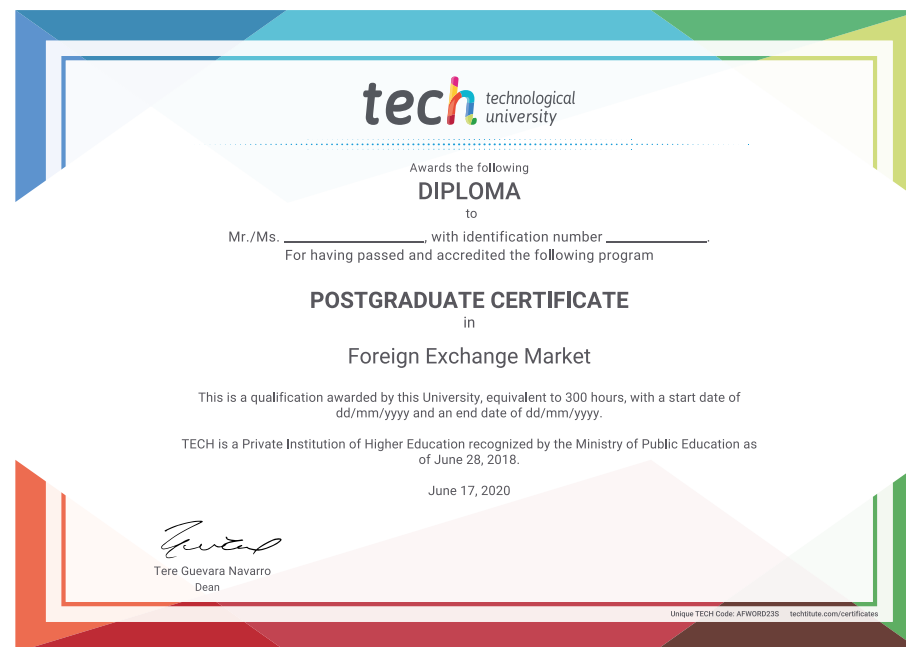 tech technological
university
Awards the following
DIPLOMA
to
Mr./Ms. ____________, with identification number ____________.
For having passed and accredited the following program
POSTGRADUATE CERTIFICATE
in
Foreign Exchange Market
This is a qualification awarded by this University, equivalent to 300 hours, with a start date of
dd/mm/yyyy and an end date of dd/mm/yyyy.
TECH is a Private Institution of Higher Education recognized by the Ministry of Public Education as
of June 28, 2018.
June 17, 2020
Tere Guevara Navarro
Dean
Unique TECH Code: AFWORD23S techtitute.com/certificates